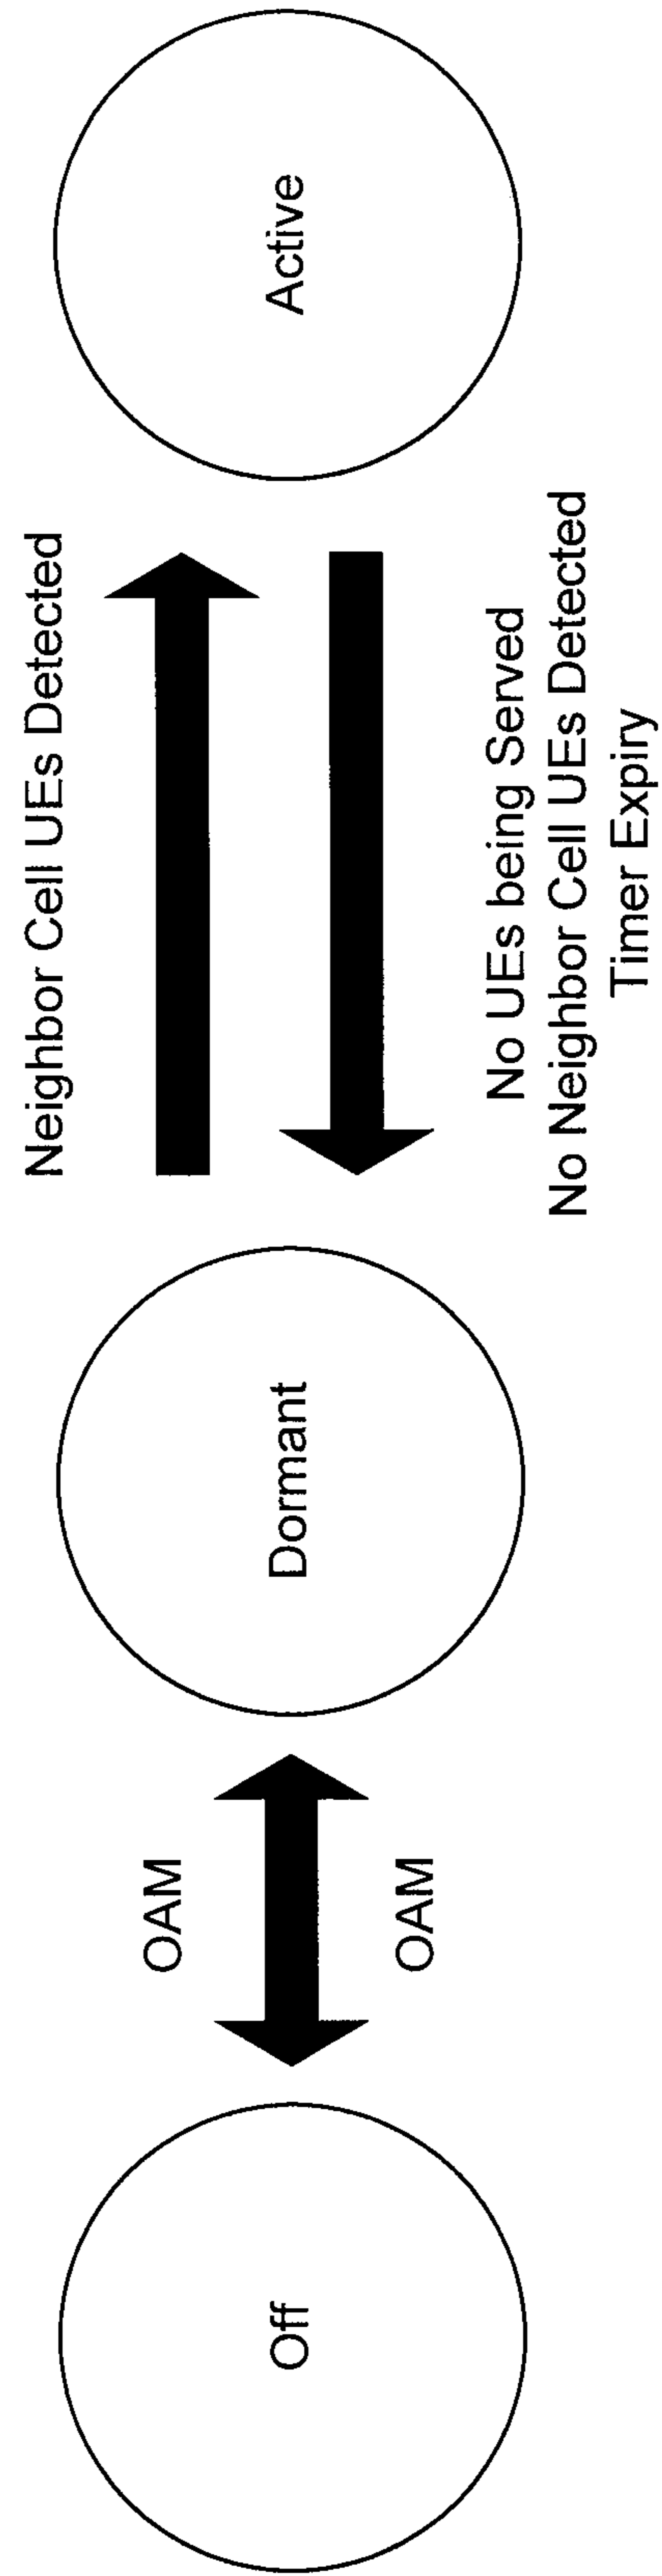 Neighbor Cell UEs Detected
OAM
Off
Dormant
Active
OAM
No UEs being Served
No Neighbor Cell UEs Detected
Timer Expiry